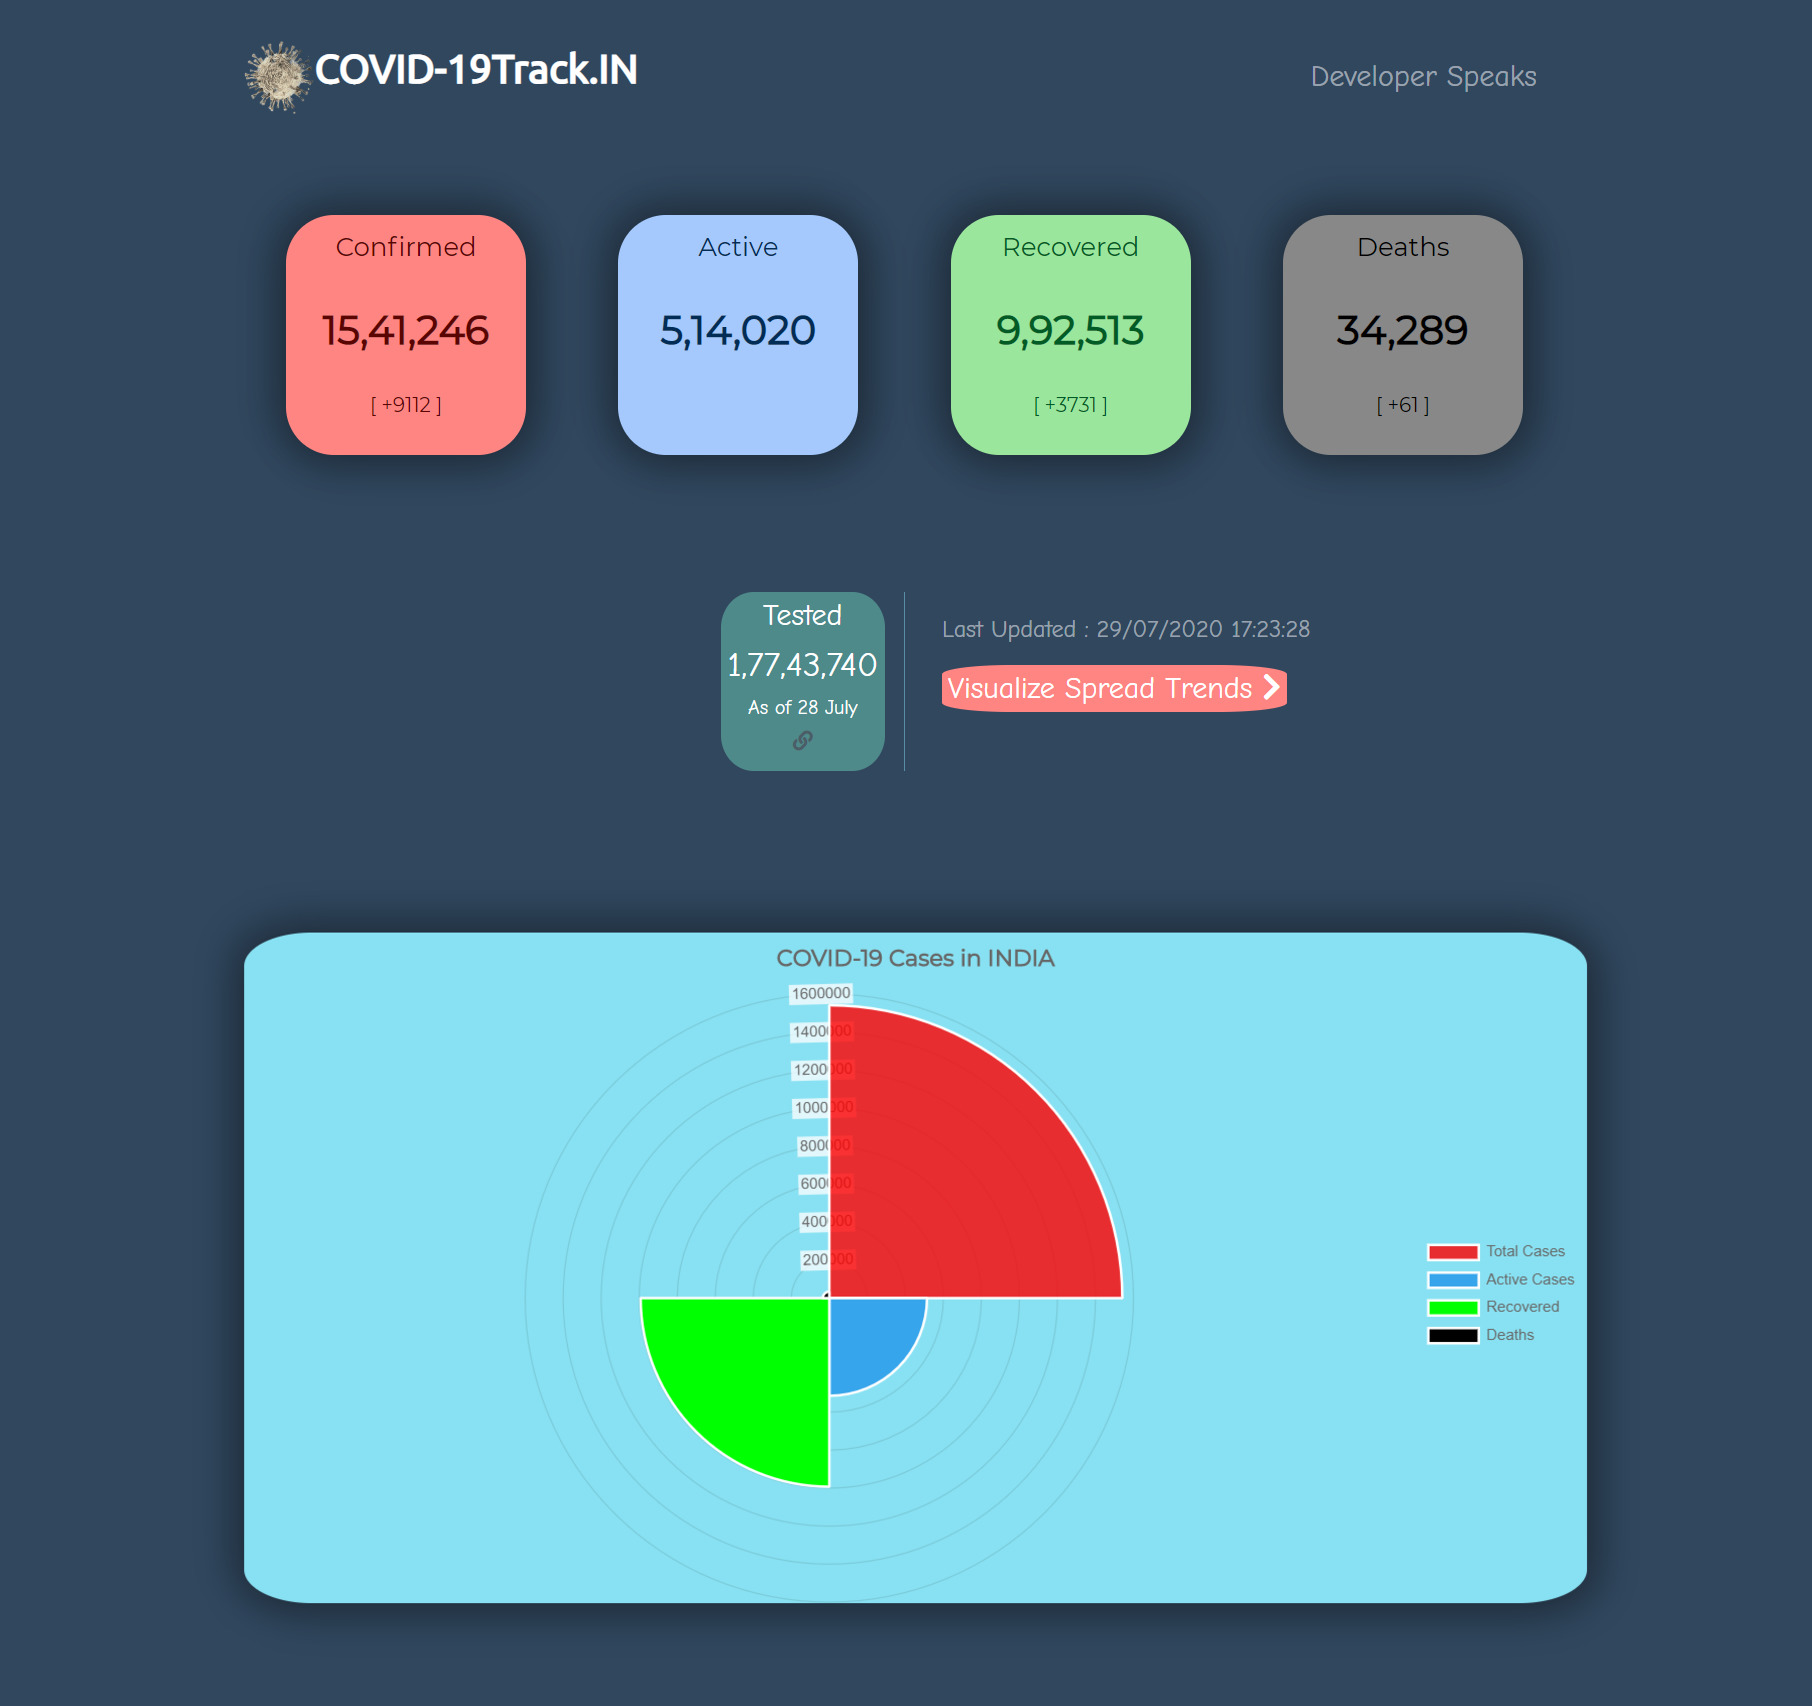 COVID-19Track.IN
Developer Speaks
Confirmed
15,41,246
[ +9112 ]
Active
5,14,020
Recovered
9,92,513
[ +3731 ]
Deaths
34,289
[ +61 ]
Tested
1,77,43,740
As of 28 July
Last Updated : 29/07/2020 17:23:28
Visualize Spread Trends
COVID-19 Cases in INDIA
1600000
1400000
1200000
1000000
800000
600000
400000
200000
Total Cases
Active Cases
Recovered
Deaths